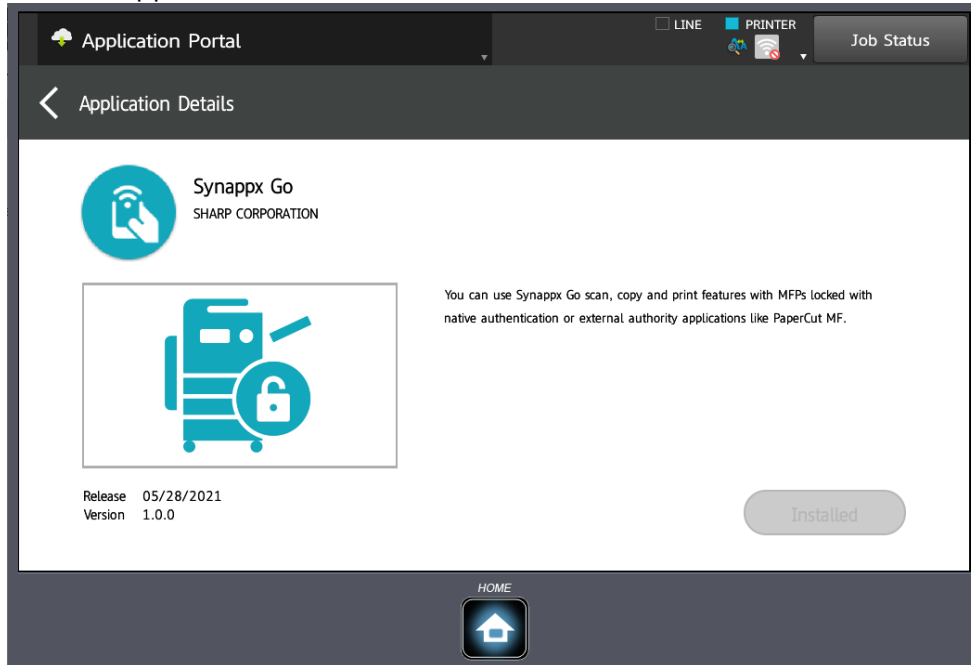 LINE PRINTER
Application Portal
Job Status
Application Details
Synappx Go
SHARP CORPORATION
You can use Synappx Go scan, copy and print features with MFPs locked with
native authentication or external authority applications like PaperCut MF.
Release 05/28/2021
Version 1.0.0
Installed
HOME